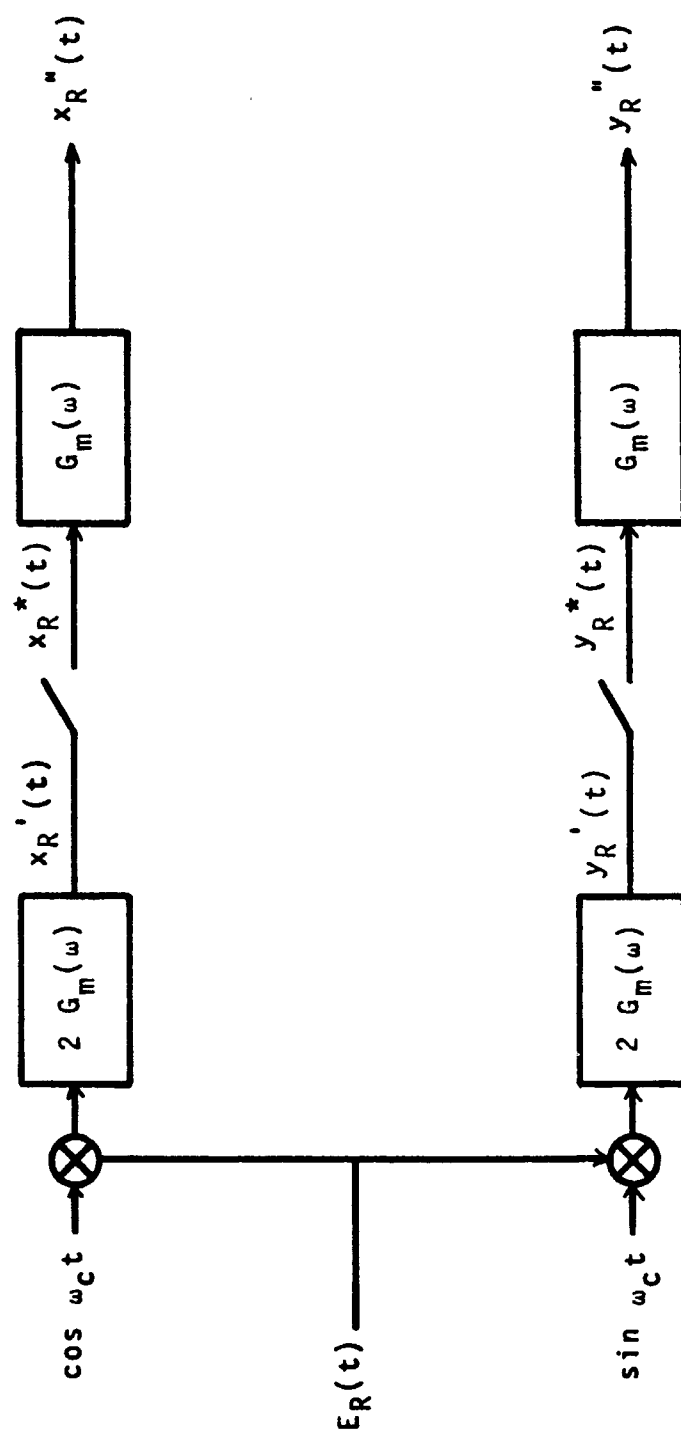 cos ω_c t
2 G_m(ω)
x_R'(t)
x_R*(t)
G_m(ω)
x_R"(t)
E_R(t)
sin ω_c t
2 G_m(ω)
y_R'(t)
y_R*(t)
G_m(ω)
y_R"(t)